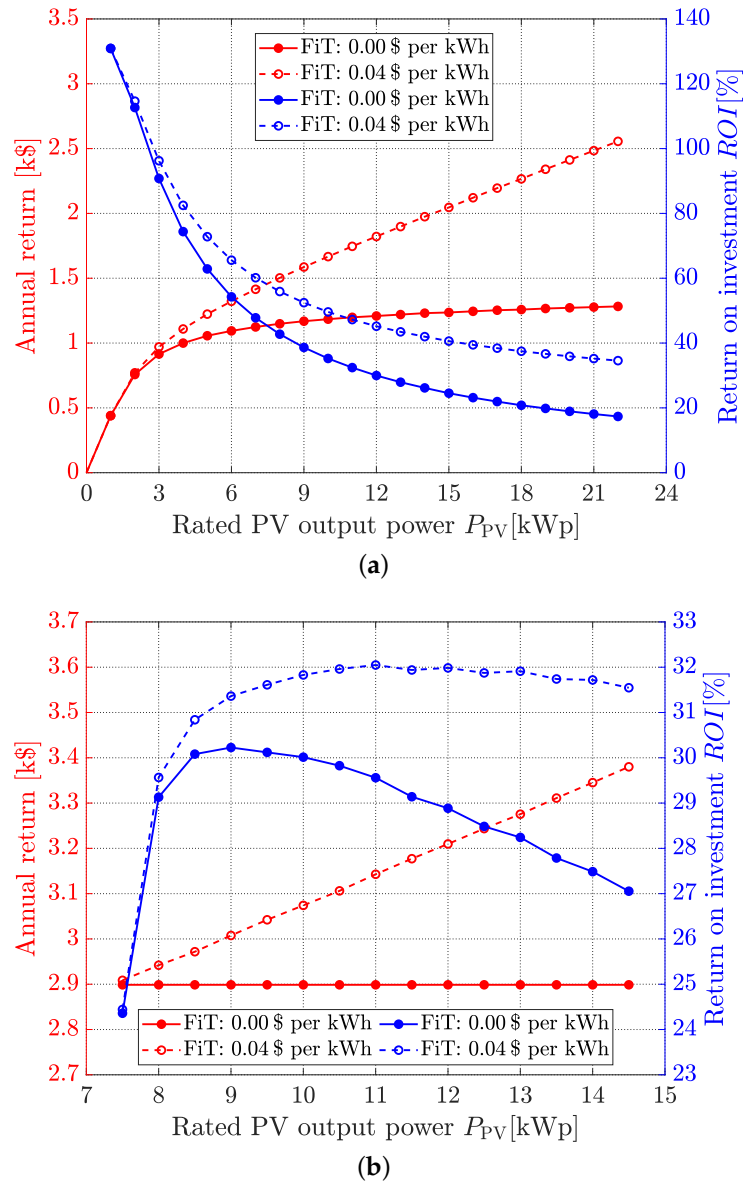 3.5
3
2.5
2
1.5
1
0.5
0
Annual return [k$]
140
120
100
80
60
40
20
0
Return on investment ROI[%]
FiT: 0.00 $ per kWh
FiT: 0.04 $ per kWh
FiT: 0.00 $ per kWh
FiT: 0.04 $ per kWh
0 3 6 9 12 15 18 21 24
Rated PV output power PPV[kWp]
(a)
3.7
3.6
3.5
3.4
3.3
3.2
3.1
3
2.9
2.8
2.7
Annual return [k$]
33
32
31
30
29
28
27
26
25
24
23
Return on investment ROI[%]
FiT: 0.00 $ per kWh FiT: 0.00 $ per kWh
FiT: 0.04 $ per kWh FiT: 0.04 $ per kWh
7 8 9 10 11 12 13 14 15
Rated PV output power PPV[kWp]
(b)